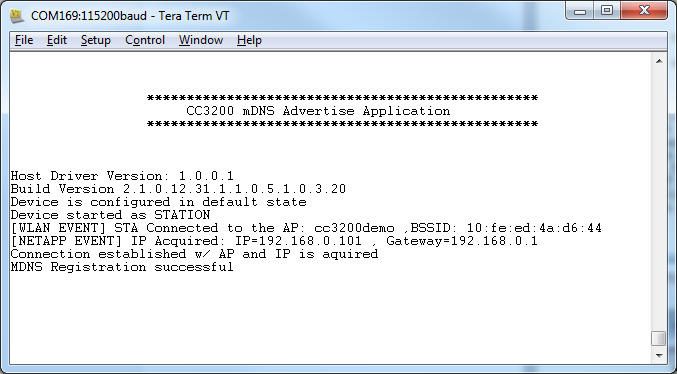 COM169:115200baud - Tera Term VT
File Edit Setup Control Window Help
*************************************************
CC3200 mDNS Advertise Application
*************************************************
Host Driver Version: 1.0.0.1
Build Version 2.1.0.12.31.1.1.0.5.1.0.3.20
Device is configured in default state
Device started as STATION
[WLAN EVENT] STA Connected to the AP: cc3200demo ,BSSID: 10:fe:ed:4a:d6:44
[NETAPP EVENT] IP Acquired: IP=192.168.0.101 , Gateway=192.168.0.1
Connection established w/ AP and IP is aquired
MDNS Registration successful